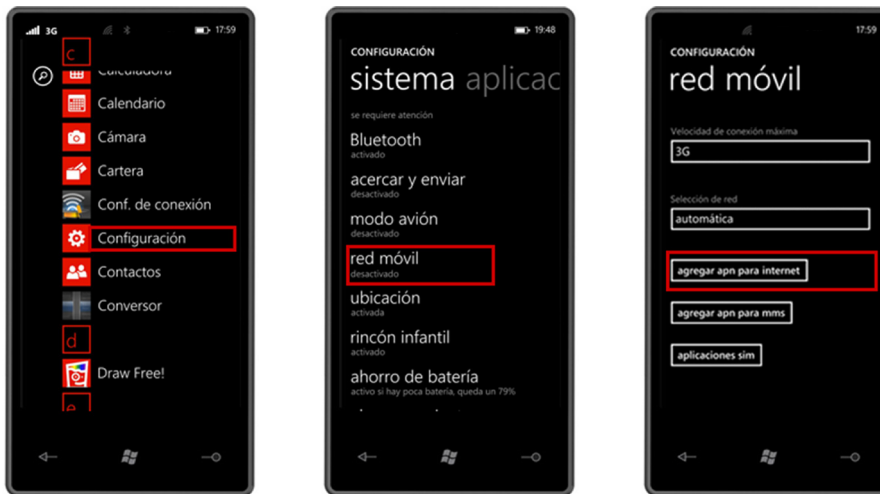 3G
17:59
c
Calculadora
Calendario
Cámara
Cartera
Conf. de conexión
Configuración
Contactos
Conversor
d
Draw Free!
e
19:48
CONFIGURACIÓN
sistema aplicac
se requiere atención
Bluetooth
activado
acercar y enviar
desactivado
modo avión
desactivado
red móvil
desactivado
ubicación
activada
rincón infantil
activado
ahorro de batería
activo si hay poca batería, queda un 79%
17:59
CONFIGURACIÓN
red móvil
Velocidad de conexión máxima
3G
Selección de red
automática
agregar apn para internet
agregar apn para mms
aplicaciones sim